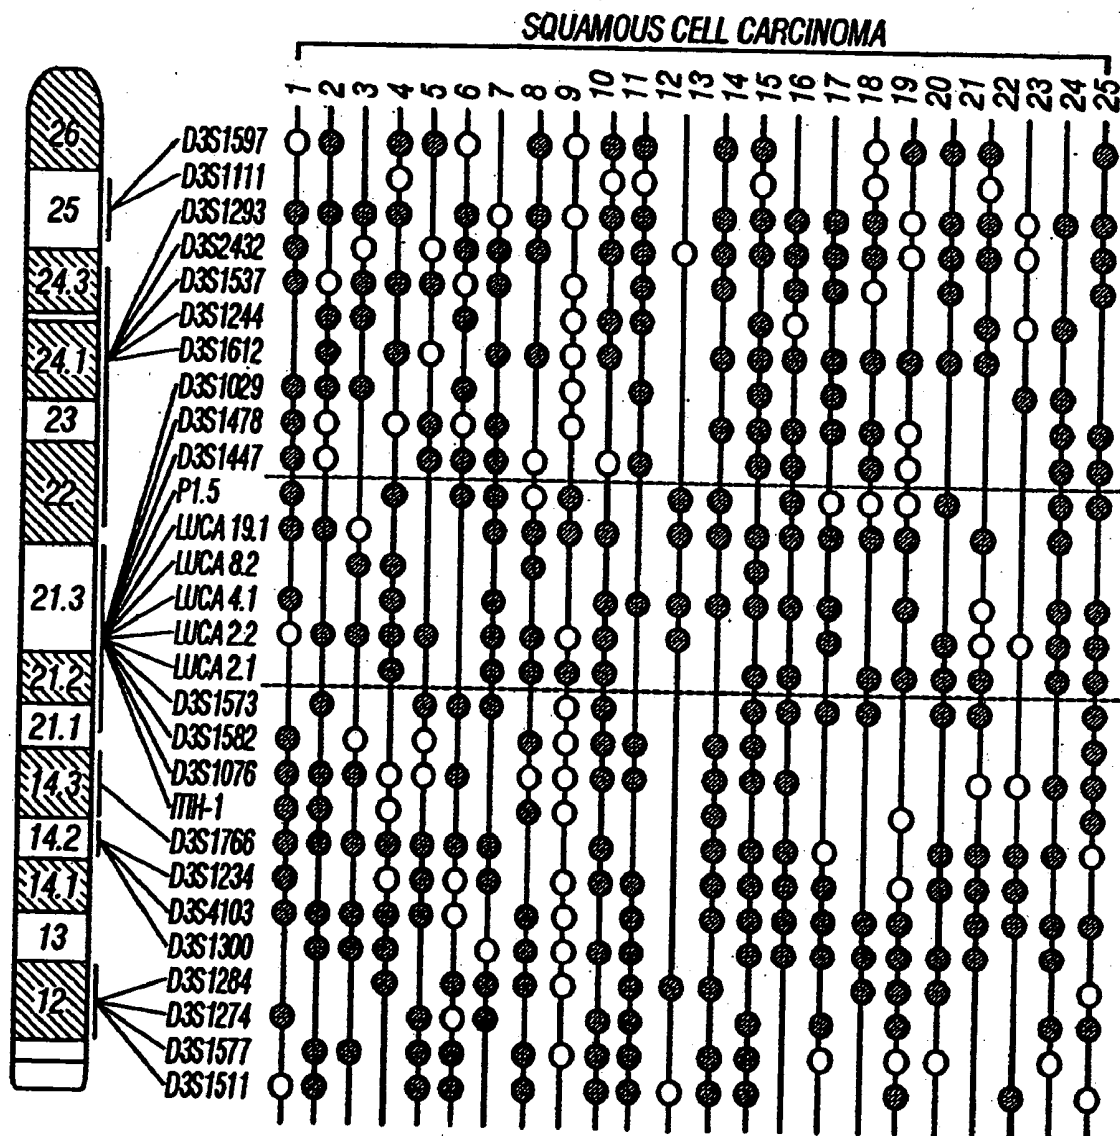 SQUAMOUS CELL CARCINOMA
1 2 3 4 5 6 7 8 9 10 11 12 13 14 15 16 17 18 19 20 21 22 23 24 25
26
25
24.3
24.1
23
22
21.3
21.2
21.1
14.3
14.2
14.1
13
12
D3S1597
D3S1111
D3S1293
D3S2432
D3S1537
D3S1244
D3S1612
D3S1029
D3S1478
D3S1447
P1.5
LUCA 19.1
LUCA 8.2
LUCA 4.1
LUCA 2.2
LUCA 2.1
D3S1573
D3S1582
D3S1076
ITIH-1
D3S1766
D3S1234
D3S4103
D3S1300
D3S1284
D3S1274
D3S1577
D3S1511